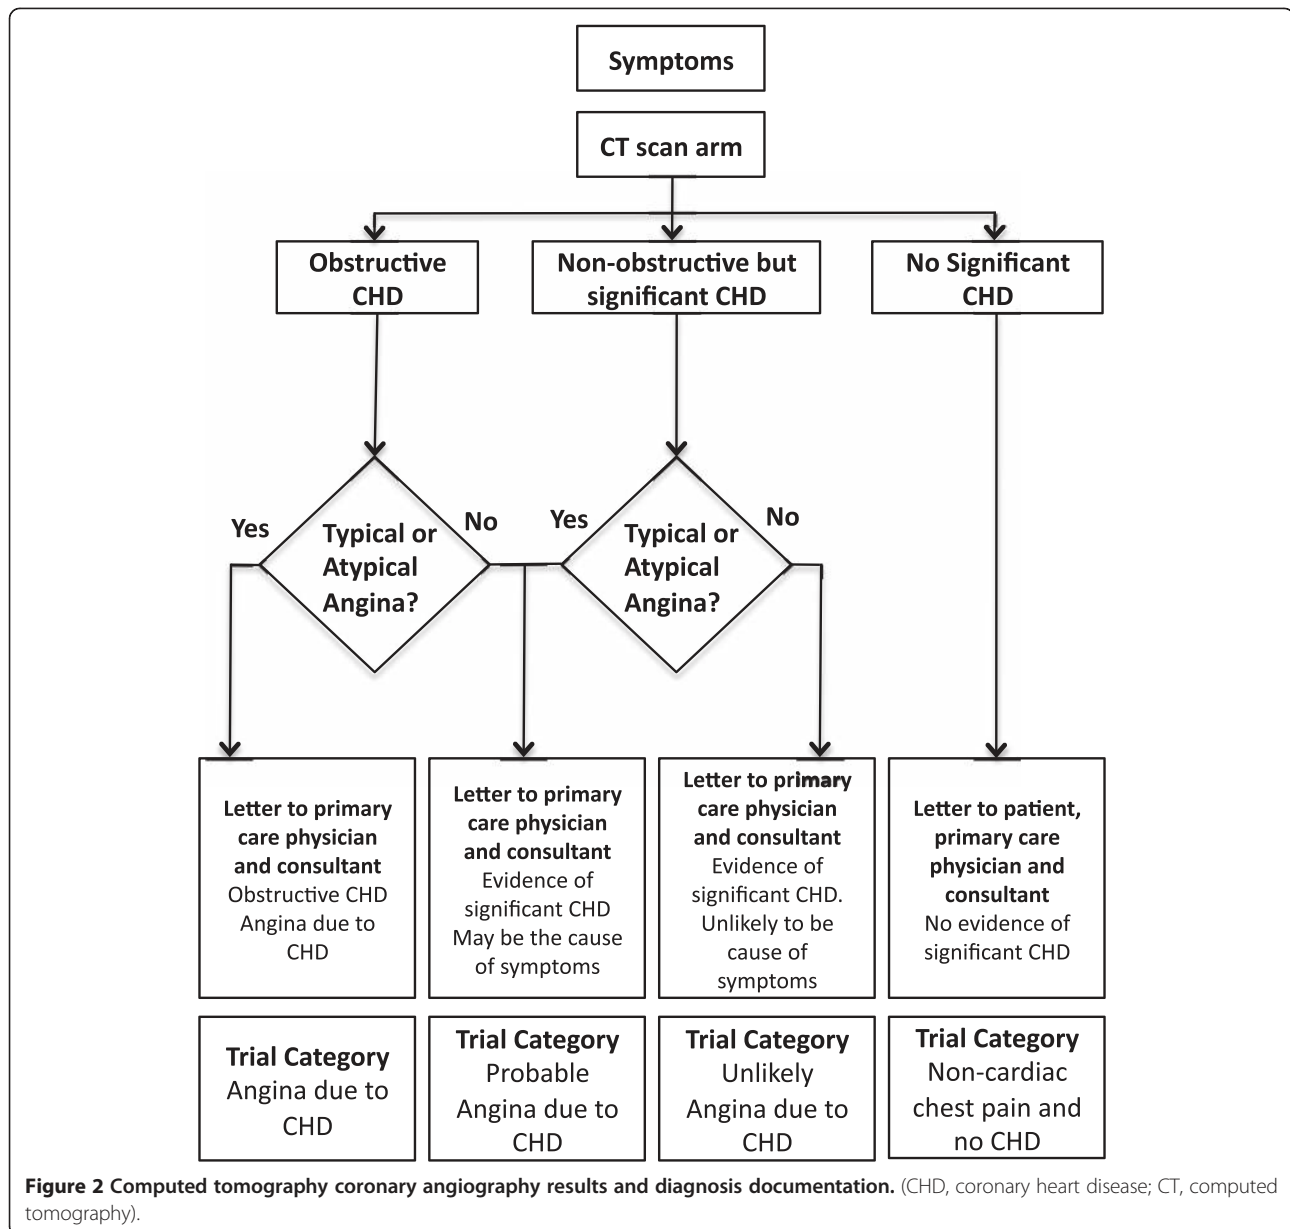 Symptoms
CT scan arm
Obstructive
CHD
Non-obstructive but
significant CHD
No Significant
CHD
Yes
Typical or
Atypical
Angina?
No
Yes
Typical or
Atypical
Angina?
No
Letter to primary
care physician
and consultant
Obstructive CHD
Angina due to
CHD
Letter to primary
care physician
and consultant
Evidence of
significant CHD
May be the cause
of symptoms
Letter to primary
care physician
and consultant
Evidence of
significant CHD.
Unlikely to be
cause of
symptoms
Letter to patient,
primary care
physician and
consultant
No evidence of
significant CHD
Trial Category
Angina due to
CHD
Trial Category
Probable
Angina due to
CHD
Trial Category
Unlikely
Angina due to
CHD
Trial Category
Non-cardiac
chest pain and
no CHD
Figure 2 Computed tomography coronary angiography results and diagnosis documentation. (CHD, coronary heart disease; CT, computed
tomography).